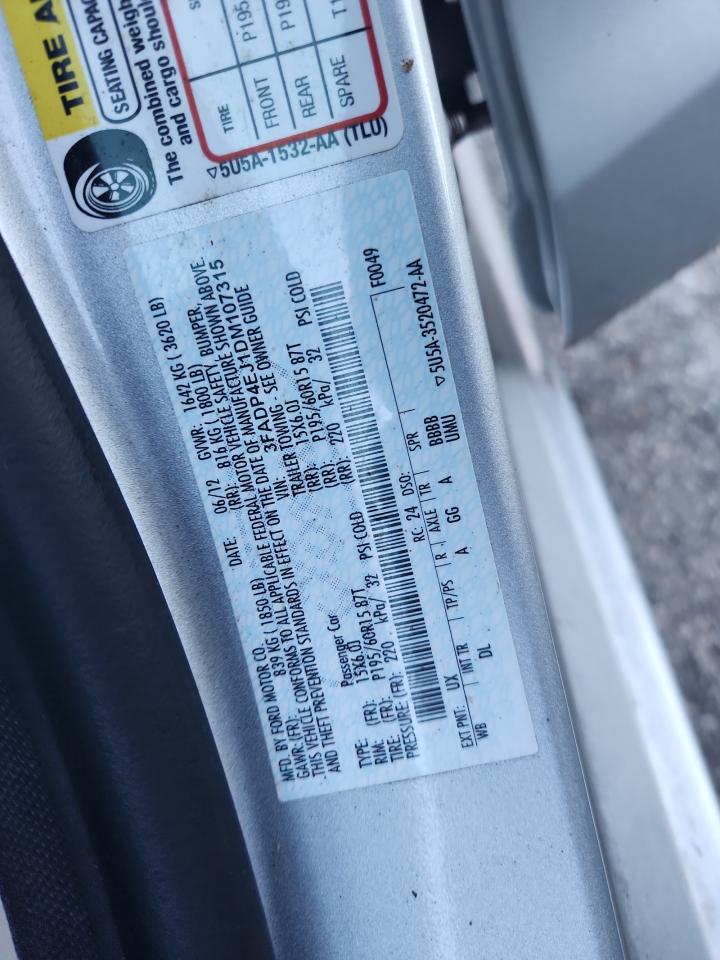 TIRE A
SEATING CAPA
The combined weigh
and cargo shou
TIRE
FRONT P195
REAR P19
SPARE T1
5U5A-1532-AA (TLU)
MFD. BY FORD MOTOR CO.
DATE: 06/12 GVWR: 1642 KG ( 3620 LB)
GAWR: (FR): 839 KG ( 1850 LB) (RR): 816 KG ( 1800 LB)
THIS VEHICLE CONFORMS TO ALL APPLICABLE FEDERAL MOTOR VEHICLE SAFETY, BUMPER,
AND THEFT PREVENTION STANDARDS IN EFFECT ON THE DATE OF MANUFACTURE SHOWN ABOVE.
VIN: 3FADP4EJ1DM107315
TYPE: Passenger Car TRAILER TOWING - SEE OWNER GUIDE
RIM: (FR): 15X6.0J (RR): 15X6.0J
TIRE: (FR): P195/60R15 87T (RR): P195/60R15 87T
PRESSURE: (FR): 220 kPa/ 32 PSI COLD (RR): 220 kPa/ 32 PSI COLD
F0049
EXT PNT: UX RC: 24 DSO:
WB INT TR TP/PS R AXLE TR SPR
DL A GG A BBBB
UMU
5U5A-3520472-AA